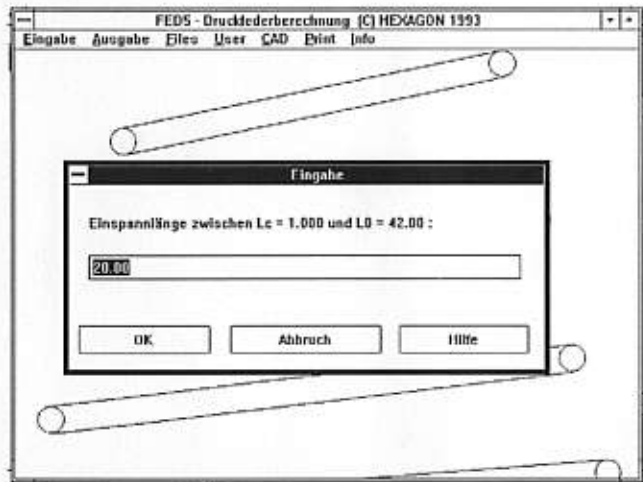 FED5 - Druckfederberechnung (C) HEXAGON 1993
Eingabe Ausgabe Files User CAD Print Info
Eingabe
Einspannlänge zwischen Lc = 1.000 und L0 = 42.00 :
20.00
OK Abbruch Hilfe